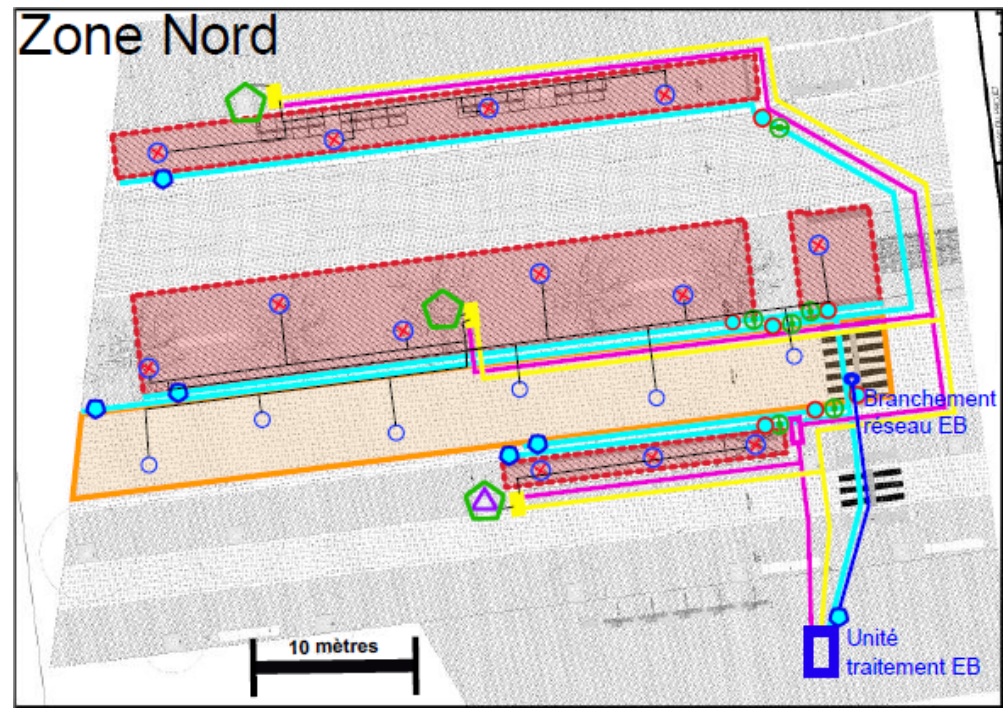 Zone Nord
Branchement
réseau EB
10 mètres
Unité
traitement EB